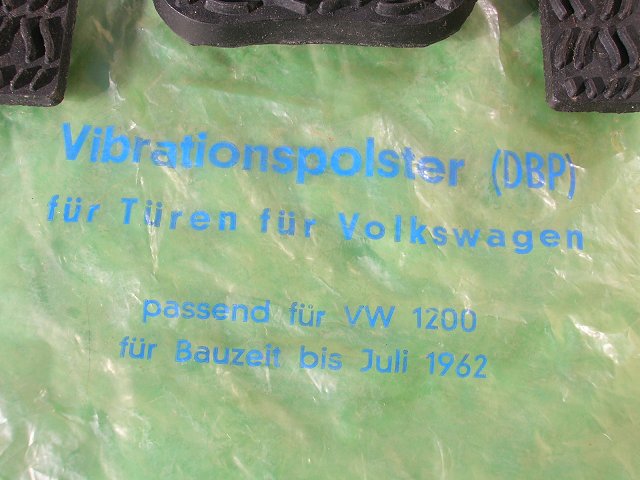 Vibrationspolster (DBP)
für Türen für Volkswagen
passend für VW 1200
für Bauzeit bis Juli 1962